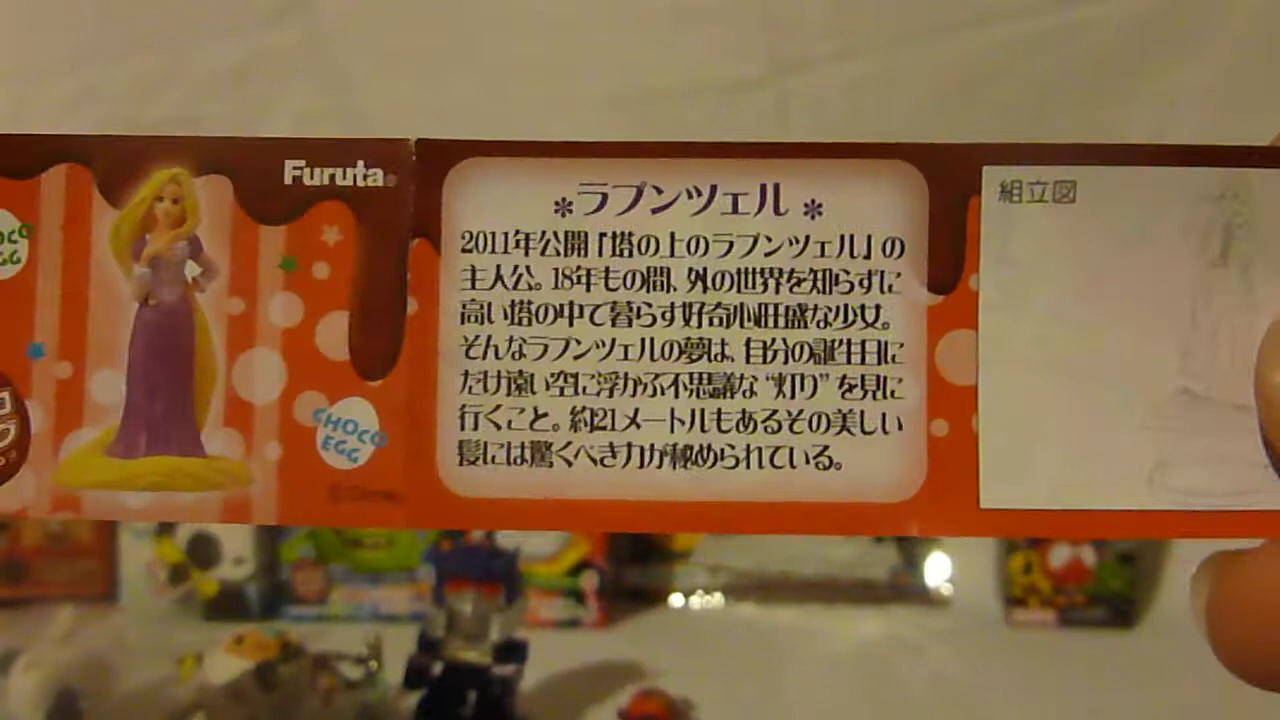 Furuta
CHOCO
EGG
*ラプンツェル*
2011年公開「塔の上のラプンツェル」の
主人公。18年もの間、外の世界を知らずに
高い塔の中で暮らす好奇心旺盛な少女。
そんなラプンツェルの夢は、自分の誕生日に
だけ遠い空に浮かぶ不思議な“灯り”を見に
行くこと。約21メートルもあるその美しい
髪には驚くべき力が秘められている。
組立図